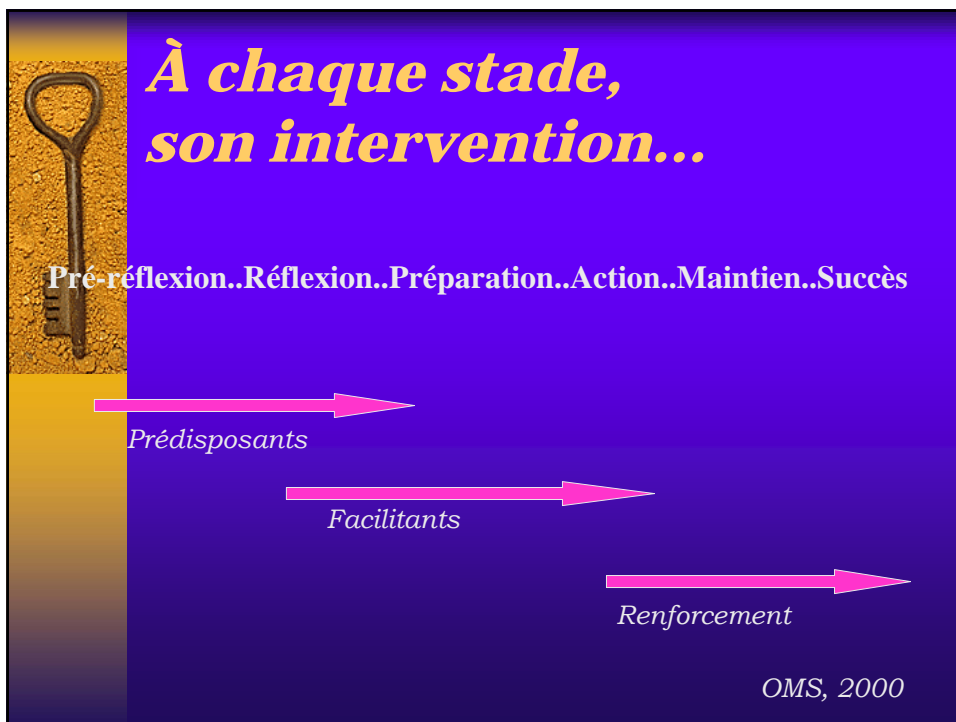 À chaque stade,
son intervention...
Pré-réflexion..Réflexion..Préparation..Action..Maintien..Succès
Prédisposants
Facilitants
Renforcement
OMS, 2000